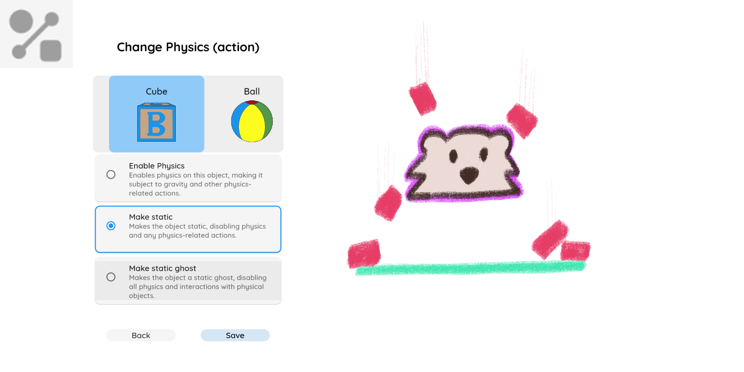 Change Physics (action)
Cube
Ball
B
Enable Physics
Enables physics on this object, making it
subject to gravity and other physics-
related actions.
Make static
Makes the object static, disabling physics
and any physics-related actions.
Make static ghost
Makes the object a static ghost, disabling
all physics and interactions with physical
objects.
Back
Save